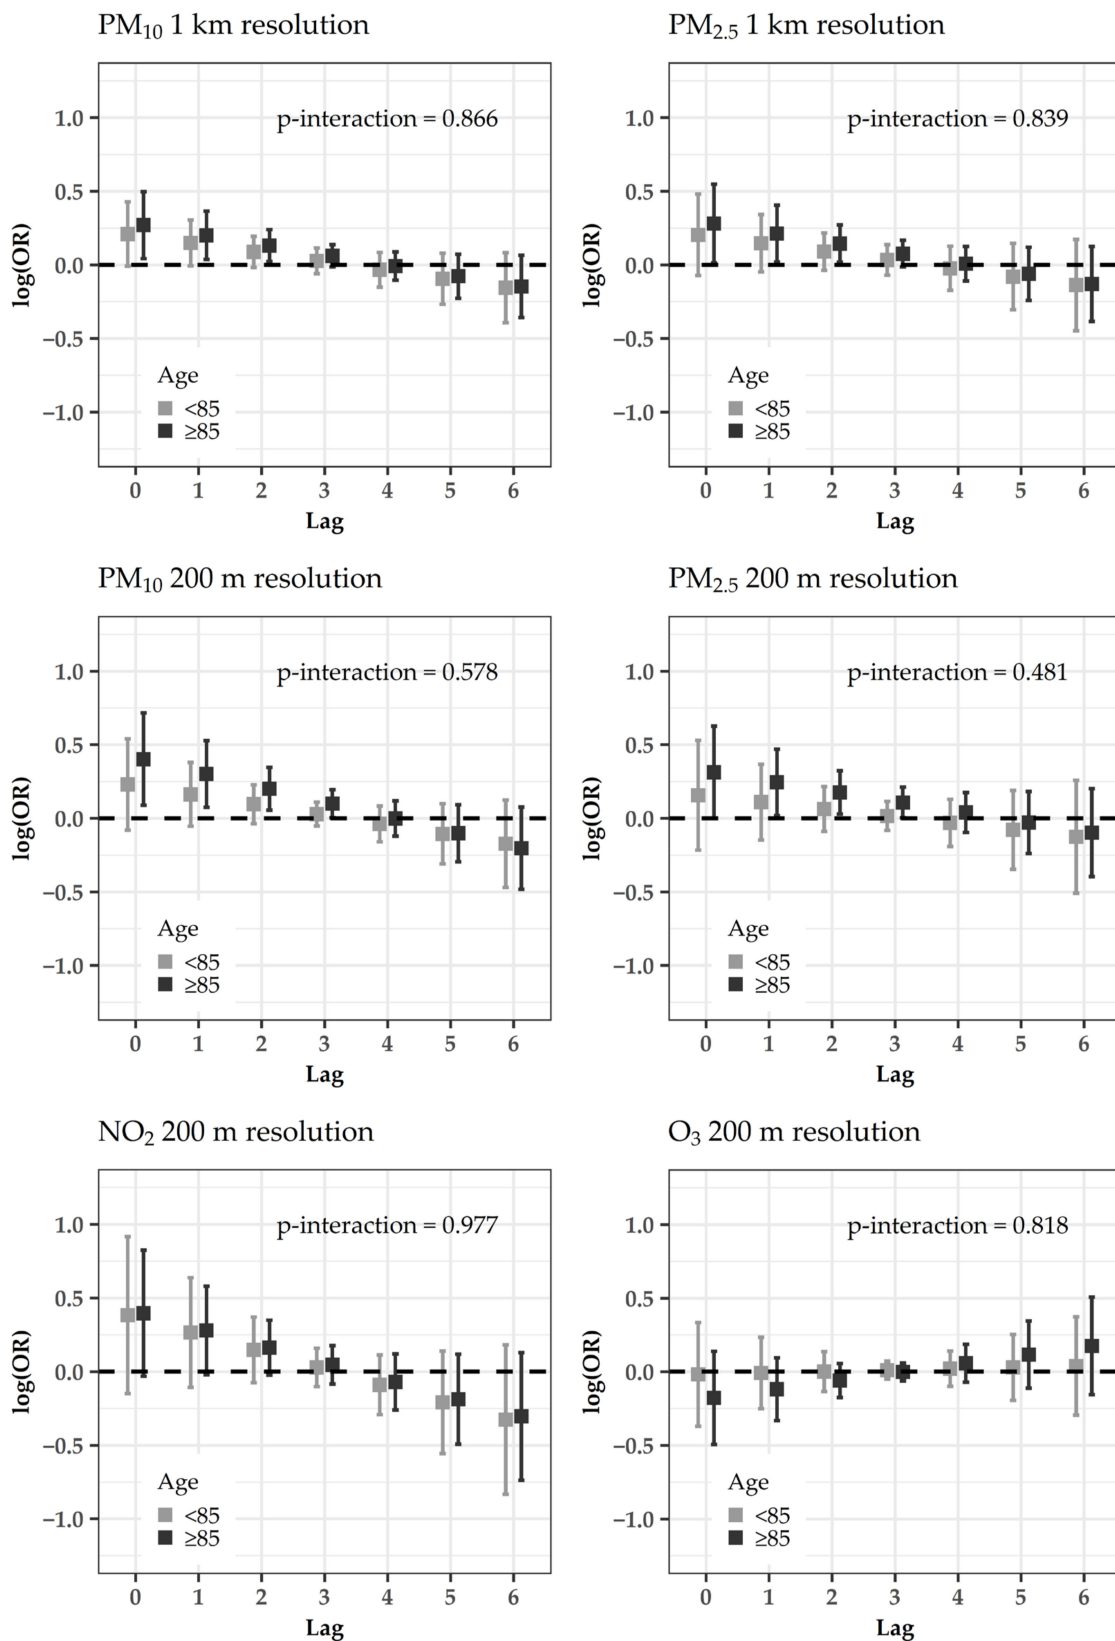 PM₁₀ 1 km resolution
p-interaction = 0.866
1.0
0.5
0.0
−0.5
−1.0
log(OR)
Age
<85
≥85
0 1 2 3 4 5 6
Lag
PM₂.₅ 1 km resolution
p-interaction = 0.839
1.0
0.5
0.0
−0.5
−1.0
log(OR)
Age
<85
≥85
0 1 2 3 4 5 6
Lag
PM₁₀ 200 m resolution
p-interaction = 0.578
1.0
0.5
0.0
−0.5
−1.0
log(OR)
Age
<85
≥85
0 1 2 3 4 5 6
Lag
PM₂.₅ 200 m resolution
p-interaction = 0.481
1.0
0.5
0.0
−0.5
−1.0
log(OR)
Age
<85
≥85
0 1 2 3 4 5 6
Lag
NO₂ 200 m resolution
p-interaction = 0.977
1.0
0.5
0.0
−0.5
−1.0
log(OR)
Age
<85
≥85
0 1 2 3 4 5 6
Lag
O₃ 200 m resolution
p-interaction = 0.818
1.0
0.5
0.0
−0.5
−1.0
log(OR)
Age
<85
≥85
0 1 2 3 4 5 6
Lag